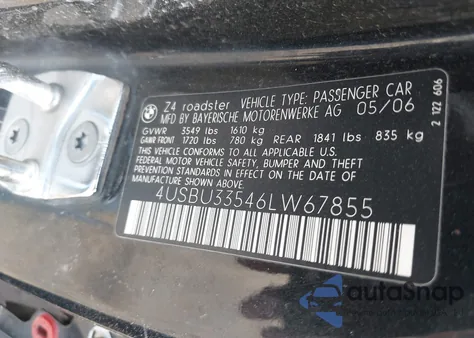 Z4 roadster VEHICLE TYPE: PASSENGER CAR
MFD BY BAYERISCHE MOTORENWERKE AG 05/06
GVWR 3549 lbs 1610 kg
GAWR FRONT 1720 lbs 780 kg REAR 1841 lbs 835 kg
THIS VEHICLE CONFORMS TO ALL APPLICABLE
FEDERAL MOTOR VEHICLE SAFETY, BUMPER AND THEFT
PREVENTION STANDARDS IN EFFECT ON THE DATE OF
MANUFACTURE SHOWN ABOVE.
4USBU33546LW67855
2 122 606
autoSnap